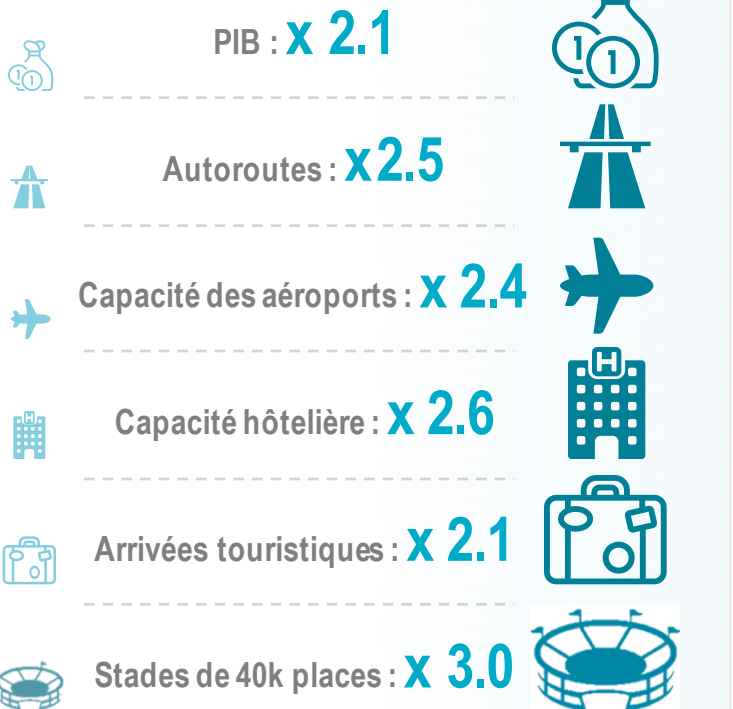 PIB : x 2.1
Autoroutes : x 2.5
Capacité des aéroports : x 2.4
Capacité hôtelière : x 2.6
Arrivées touristiques : x 2.1
Stades de 40k places : x 3.0